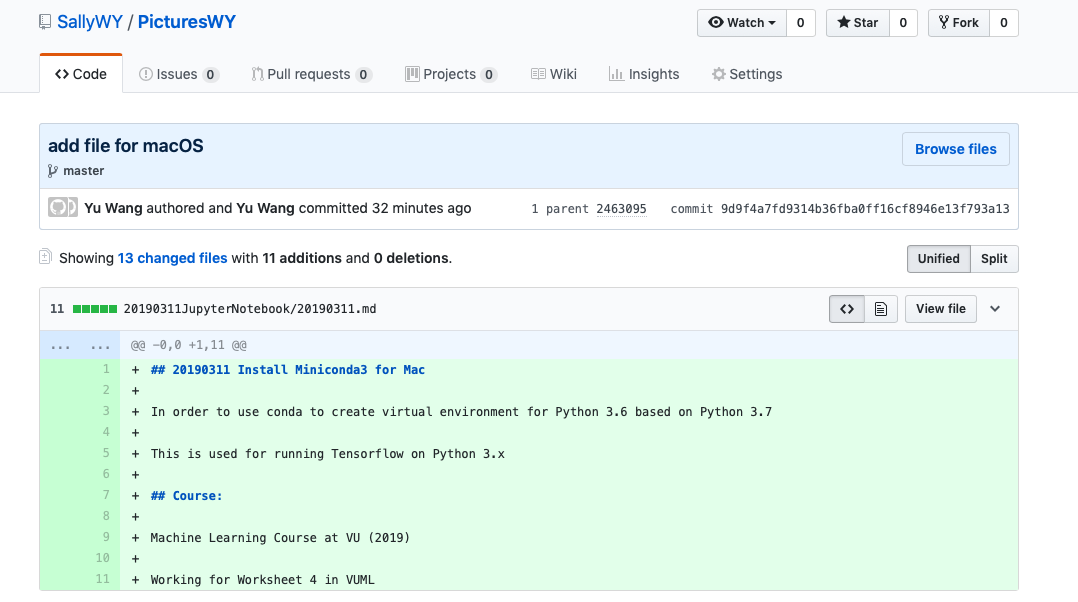 SallyWY / PicturesWY
Watch 0 Star 0 Fork 0
Code Issues 0 Pull requests 0 Projects 0 Wiki Insights Settings
add file for macOS
Browse files
master
Yu Wang authored and Yu Wang committed 32 minutes ago 1 parent 2463095 commit 9d9f4a7fd9314b36fba0ff16cf8946e13f793a13
Showing 13 changed files with 11 additions and 0 deletions.
Unified Split
11 20190311JupyterNotebook/20190311.md View file
... ... @@ -0,0 +1,11 @@
1 + ## 20190311 Install Miniconda3 for Mac
2 +
3 + In order to use conda to create virtual environment for Python 3.6 based on Python 3.7
4 +
5 + This is used for running Tensorflow on Python 3.x
6 +
7 + ## Course:
8 +
9 + Machine Learning Course at VU (2019)
10 +
11 + Working for Worksheet 4 in VUML